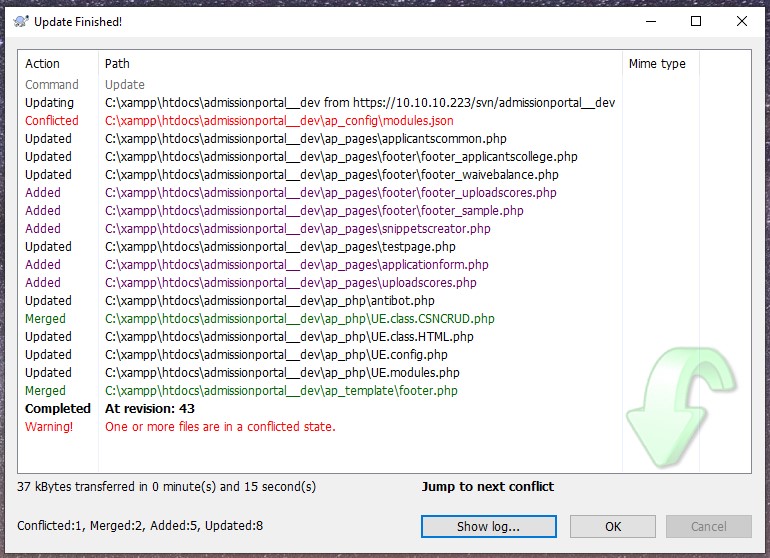 Update Finished!
Action Path Mime type
Command Update
Updating C:\xampp\htdocs\admissionportal__dev from https://10.10.10.223/svn/admissionportal__dev
Conflicted C:\xampp\htdocs\admissionportal__dev\ap_config\modules.json
Updated C:\xampp\htdocs\admissionportal__dev\ap_pages\applicantscommon.php
Updated C:\xampp\htdocs\admissionportal__dev\ap_pages\footer\footer_applicantscollege.php
Updated C:\xampp\htdocs\admissionportal__dev\ap_pages\footer\footer_waivebalance.php
Added C:\xampp\htdocs\admissionportal__dev\ap_pages\footer\footer_uploadscores.php
Added C:\xampp\htdocs\admissionportal__dev\ap_pages\footer\footer_sample.php
Added C:\xampp\htdocs\admissionportal__dev\ap_pages\snippetscreator.php
Updated C:\xampp\htdocs\admissionportal__dev\ap_pages\testpage.php
Added C:\xampp\htdocs\admissionportal__dev\ap_pages\applicationform.php
Added C:\xampp\htdocs\admissionportal__dev\ap_pages\uploadscores.php
Updated C:\xampp\htdocs\admissionportal__dev\ap_php\antibot.php
Merged C:\xampp\htdocs\admissionportal__dev\ap_php\UE.class.CSNCRUD.php
Updated C:\xampp\htdocs\admissionportal__dev\ap_php\UE.class.HTML.php
Updated C:\xampp\htdocs\admissionportal__dev\ap_php\UE.config.php
Updated C:\xampp\htdocs\admissionportal__dev\ap_php\UE.modules.php
Merged C:\xampp\htdocs\admissionportal__dev\ap_template\footer.php
Completed At revision: 43
Warning! One or more files are in a conflicted state.
37 kBytes transferred in 0 minute(s) and 15 second(s) Jump to next conflict
Conflicted:1, Merged:2, Added:5, Updated:8 Show log... OK Cancel